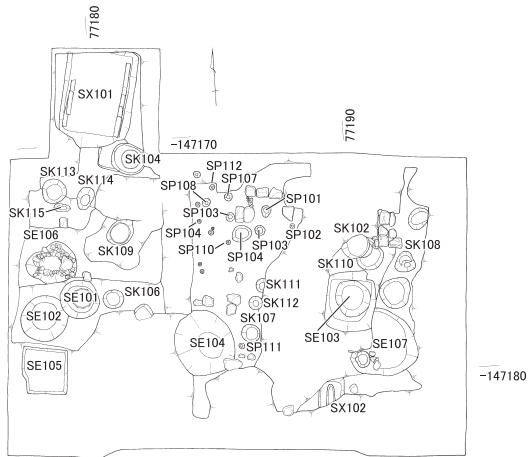 77180
SX101
77190
-147170
SK104
SP112
SP107
SK113
SK114
SP108
SP101
SK115
SP103
SK102
SP104
SP102
SE106
SP103
SK108
SP110
SP104
SK109
SK110
SK111
SE101
SK106
SK112
SE102
SK107
SE103
SE104
SP111
SE107
SE105
-147180
SX102